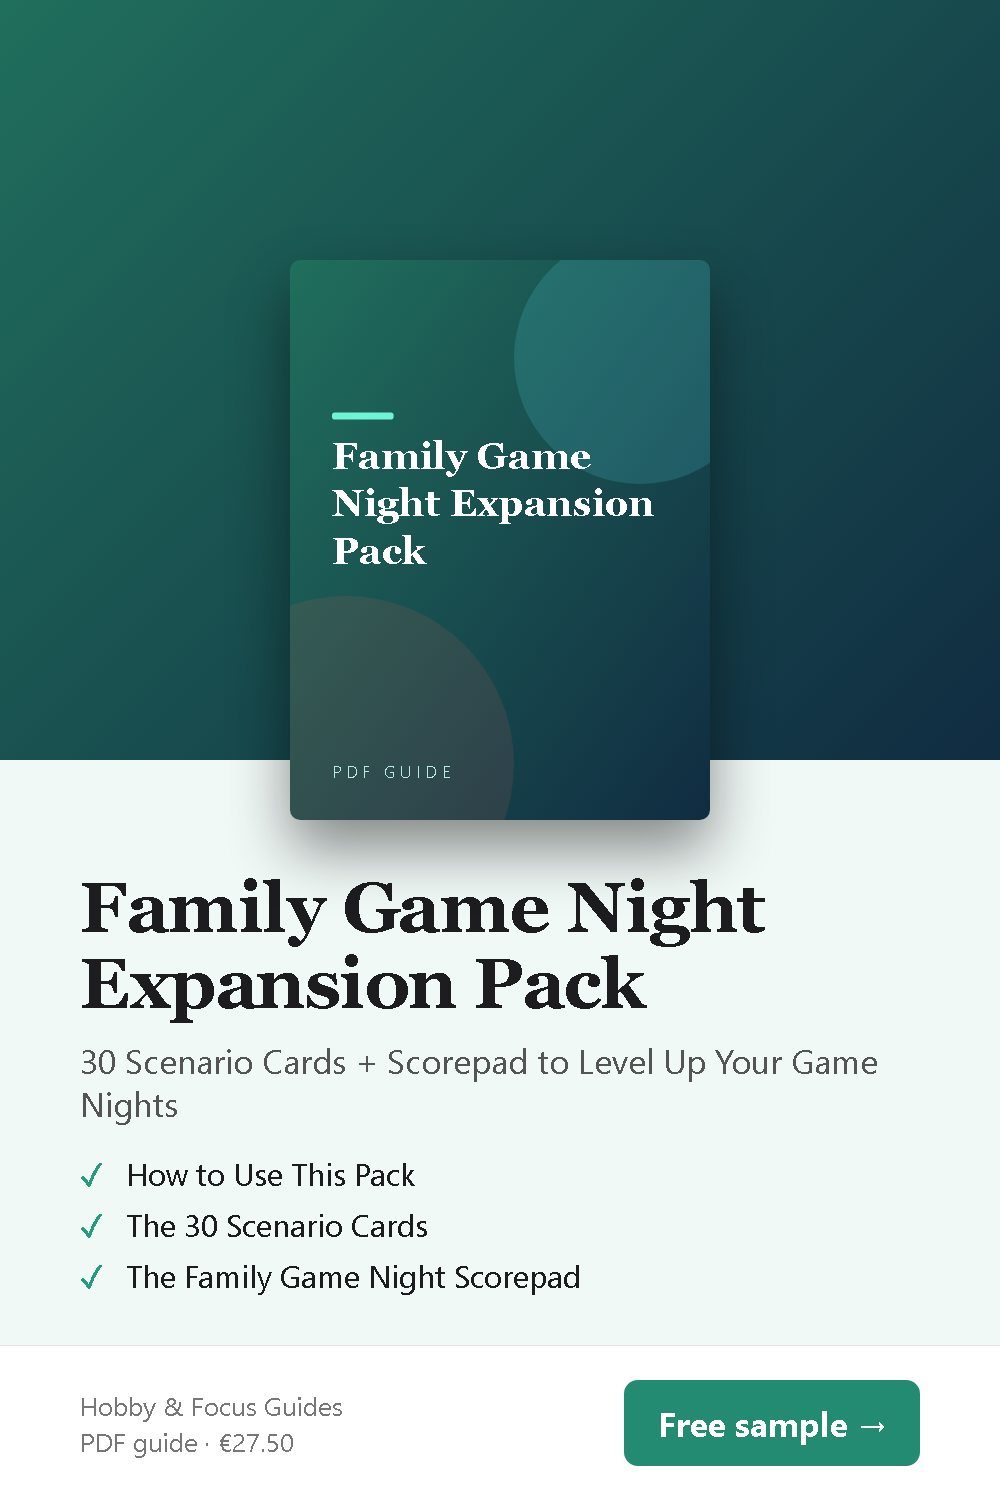 Family Game
Night Expansion
Pack
PDF GUIDE
Family Game Night
Expansion Pack
30 Scenario Cards + Scorepad to Level Up Your Game
Nights
✓ How to Use This Pack
✓ The 30 Scenario Cards
✓ The Family Game Night Scorepad
Hobby & Focus Guides
PDF guide · €27.50
Free sample →